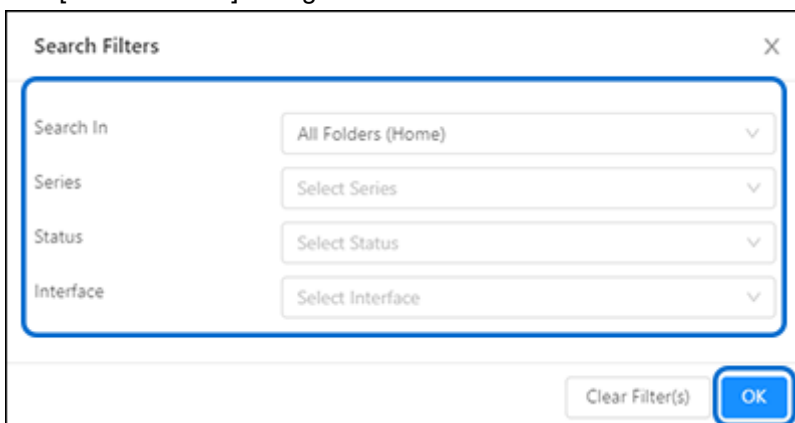 Search Filters
Search In All Folders (Home)
Series Select Series
Status Select Status
Interface Select Interface
Clear Filter(s) OK